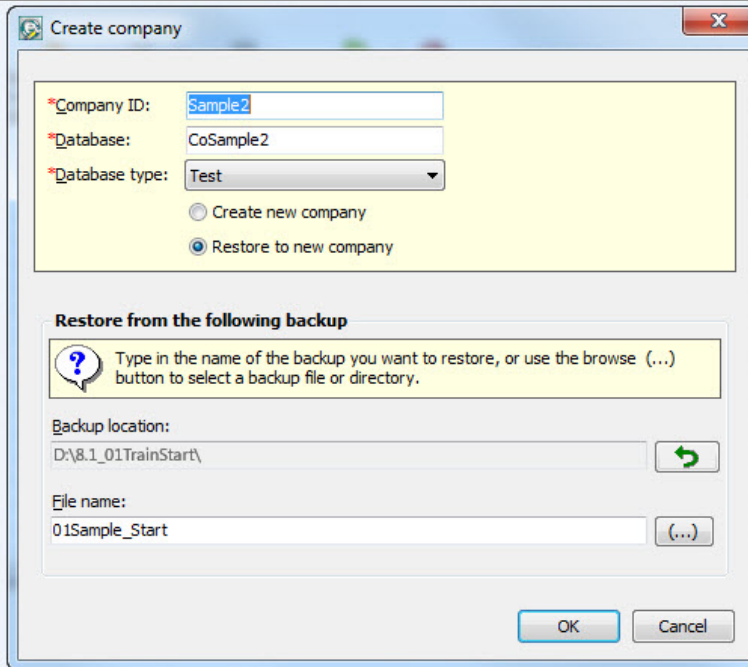 Create company
X
*Company ID: Sample2
*Database: CoSample2
*Database type: Test
Create new company
Restore to new company
Restore from the following backup
?
Type in the name of the backup you want to restore, or use the browse (...)
button to select a backup file or directory.
Backup location:
D:\8.1_01TrainStart\
File name:
01Sample_Start
(...)
OK Cancel